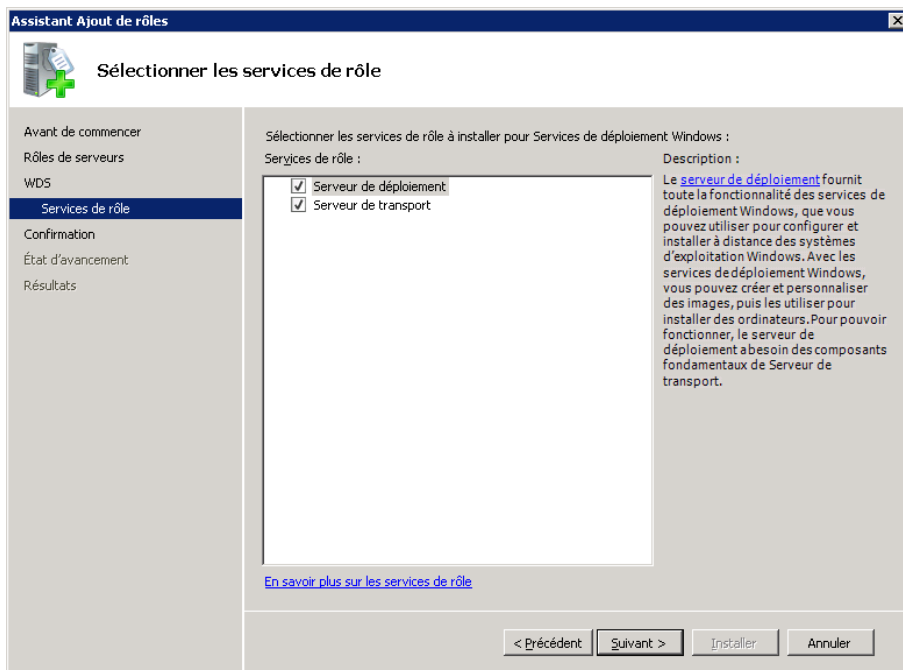 Assistant Ajout de rôles
Sélectionner les services de rôle
Avant de commencer
Rôles de serveurs
WDS
Services de rôle
Confirmation
État d'avancement
Résultats
Sélectionner les services de rôle à installer pour Services de déploiement Windows :
Services de rôle :
Serveur de déploiement
Serveur de transport
En savoir plus sur les services de rôle
Description :
Le serveur de déploiement fournit
toute la fonctionnalité des services de
déploiement Windows, que vous
pouvez utiliser pour configurer et
installer à distance des systèmes
d'exploitation Windows. Avec les
services de déploiement Windows,
vous pouvez créer et personnaliser
des images, puis les utiliser pour
installer des ordinateurs. Pour pouvoir
fonctionner, le serveur de
déploiement a besoin des composants
fondamentaux de Serveur de
transport.
< Précédent
Suivant >
Installer
Annuler